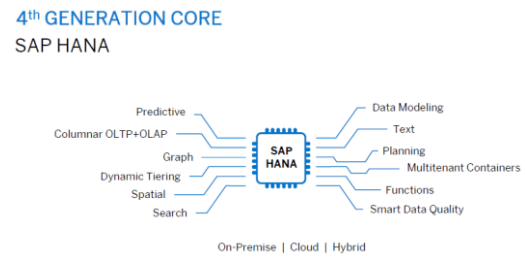 4th GENERATION CORE
SAP HANA
Predictive
Columnar OLTP+OLAP
Graph
Dynamic Tiering
Spatial
Search
SAP
HANA
Data Modeling
Text
Planning
Multitenant Containers
Functions
Smart Data Quality
On-Premise | Cloud | Hybrid